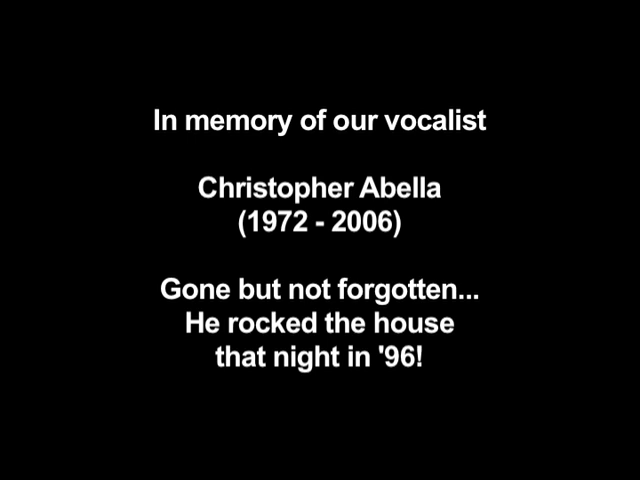 In memory of our vocalist
Christopher Abella
(1972 - 2006)
Gone but not forgotten...
He rocked the house
that night in '96!